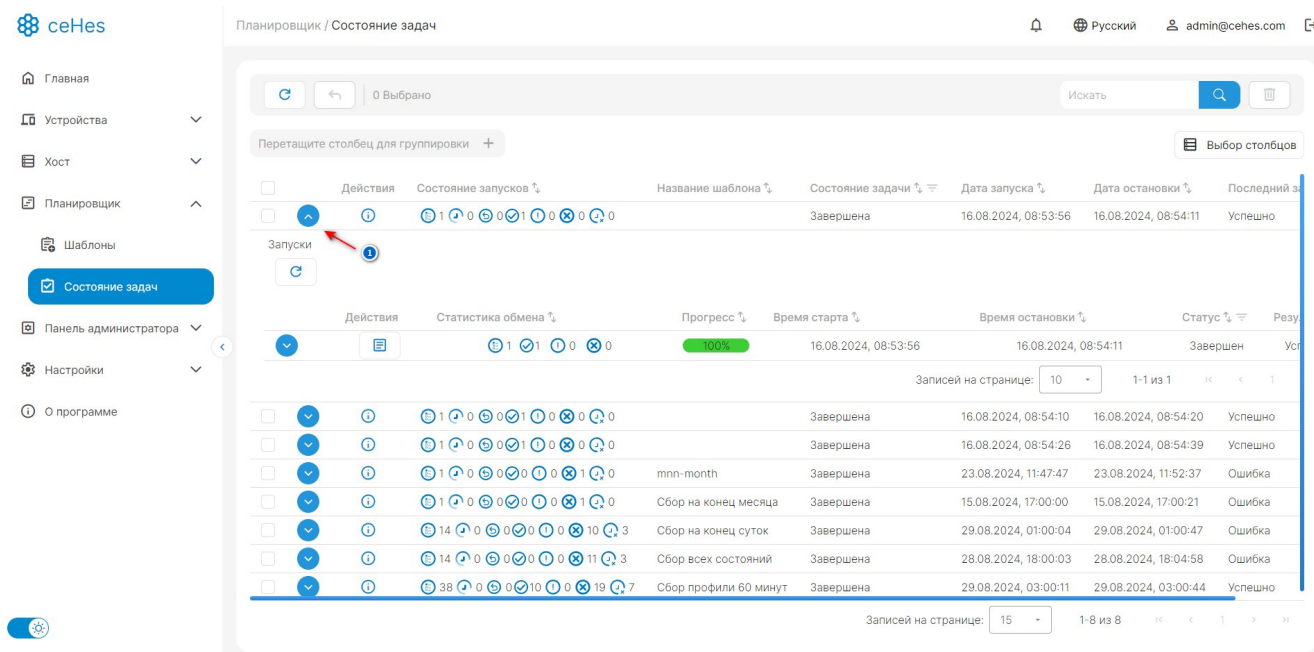 ceHes
Планировщик / Состояние задач
Русский
admin@cehes.com
Главная
Устройства
Хост
Планировщик
Шаблоны
Состояние задач
Панель администратора
Настройки
О программе
0 Выбрано
Искать
Перетащите столбец для группировки +
Выбор столбцов
Действия Состояние запусков Название шаблона Состояние задачи Дата запуска Дата остановки Последний за
1 0 0 1 0 0 0 Завершена 16.08.2024, 08:53:56 16.08.2024, 08:54:11 Успешно
1
Запуски
Действия Статистика обмена Прогресс Время старта Время остановки Статус Резу
1 1 0 0 100% 16.08.2024, 08:53:56 16.08.2024, 08:54:11 Завершен Усп
Записей на странице: 10 1-1 из 1 1
1 0 0 1 0 0 0 Завершена 16.08.2024, 08:54:10 16.08.2024, 08:54:20 Успешно
1 0 0 1 0 0 0 Завершена 16.08.2024, 08:54:26 16.08.2024, 08:54:39 Успешно
1 0 0 0 0 1 0 mnn-month Завершена 23.08.2024, 11:47:47 23.08.2024, 11:52:37 Ошибка
1 0 0 0 0 1 0 Сбор на конец месяца Завершена 15.08.2024, 17:00:00 15.08.2024, 17:00:21 Ошибка
14 0 0 0 0 10 3 Сбор на конец суток Завершена 29.08.2024, 01:00:04 29.08.2024, 01:00:47 Ошибка
14 0 0 0 0 11 3 Сбор всех состояний Завершена 28.08.2024, 18:00:03 28.08.2024, 18:04:58 Ошибка
38 0 0 10 0 19 7 Сбор профили 60 минут Завершена 29.08.2024, 03:00:11 29.08.2024, 03:00:44 Успешно
Записей на странице: 15 1-8 из 8 1